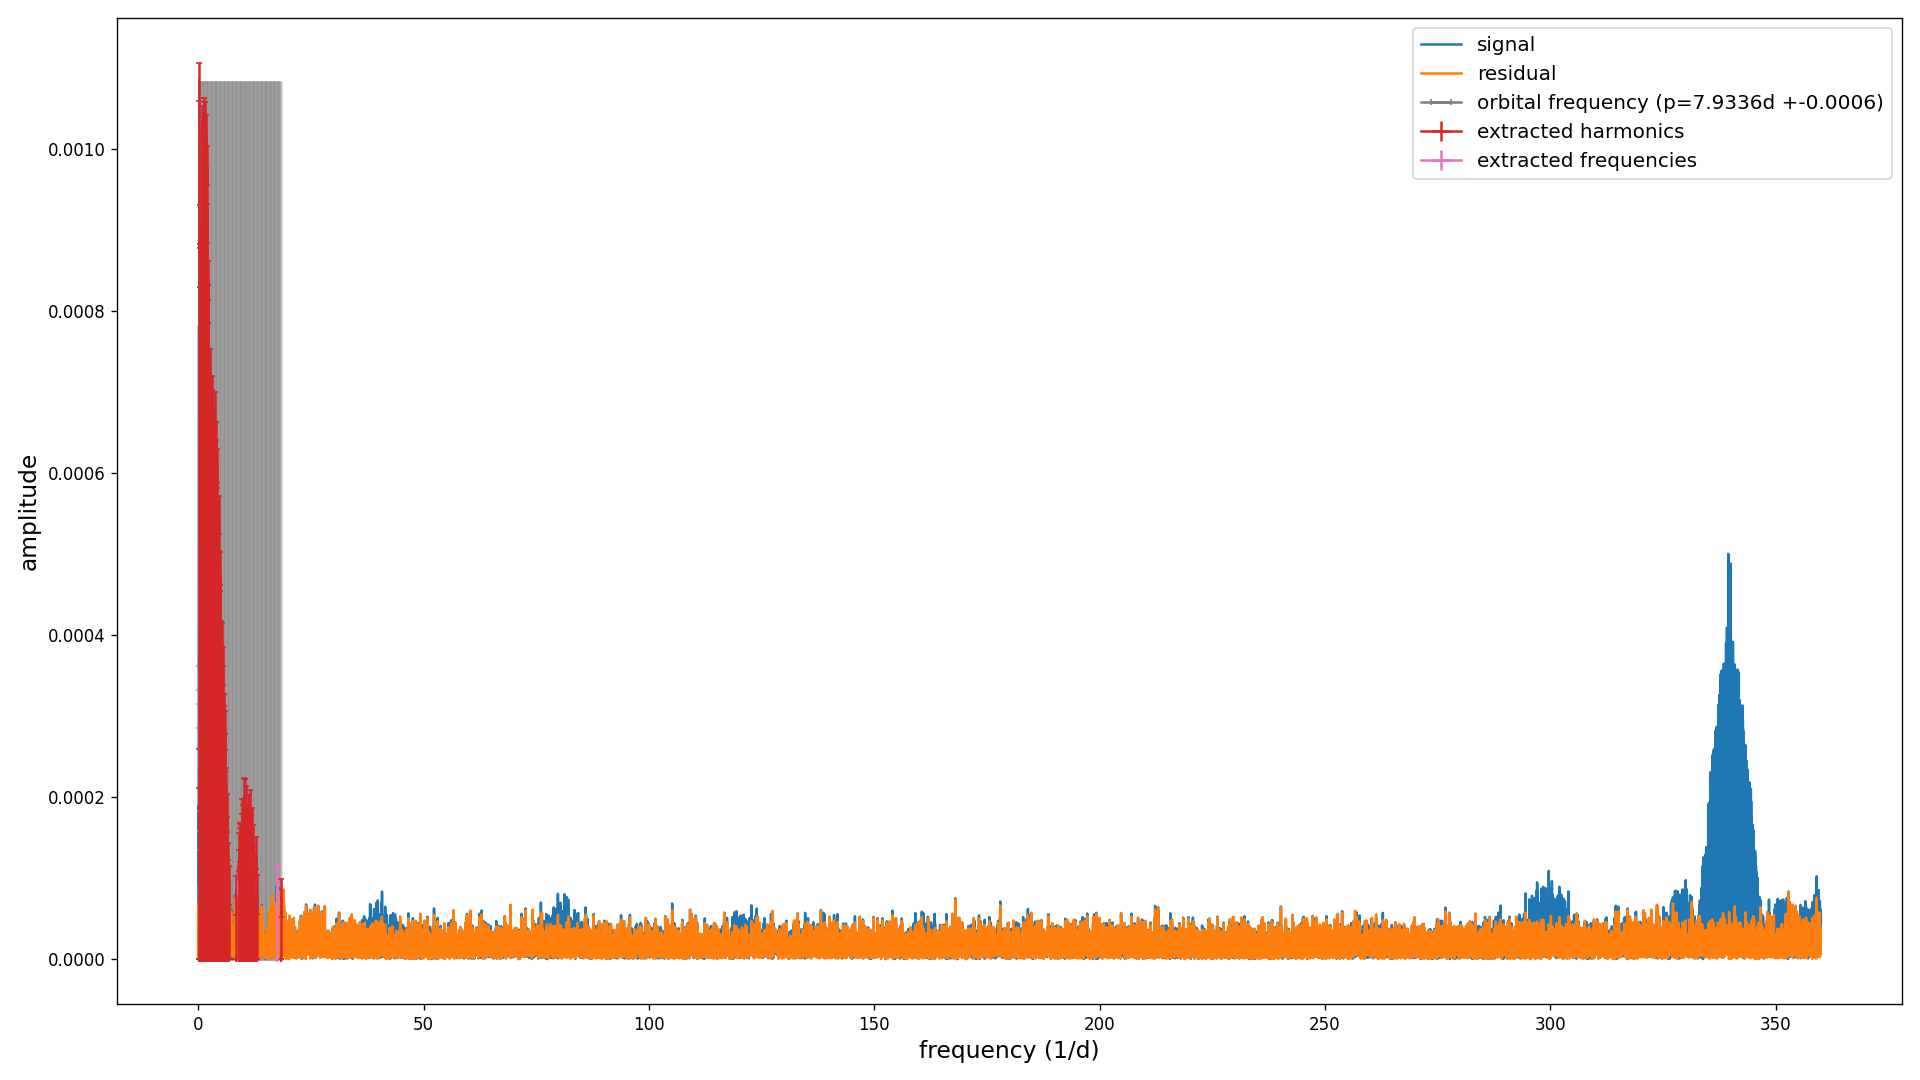 signal
residual
orbital frequency (p=7.9336d +-0.0006)
extracted harmonics
extracted frequencies
0.0010
0.0008
0.0006
0.0004
0.0002
0.0000
amplitude
0 50 100 150 200 250 300 350
frequency (1/d)